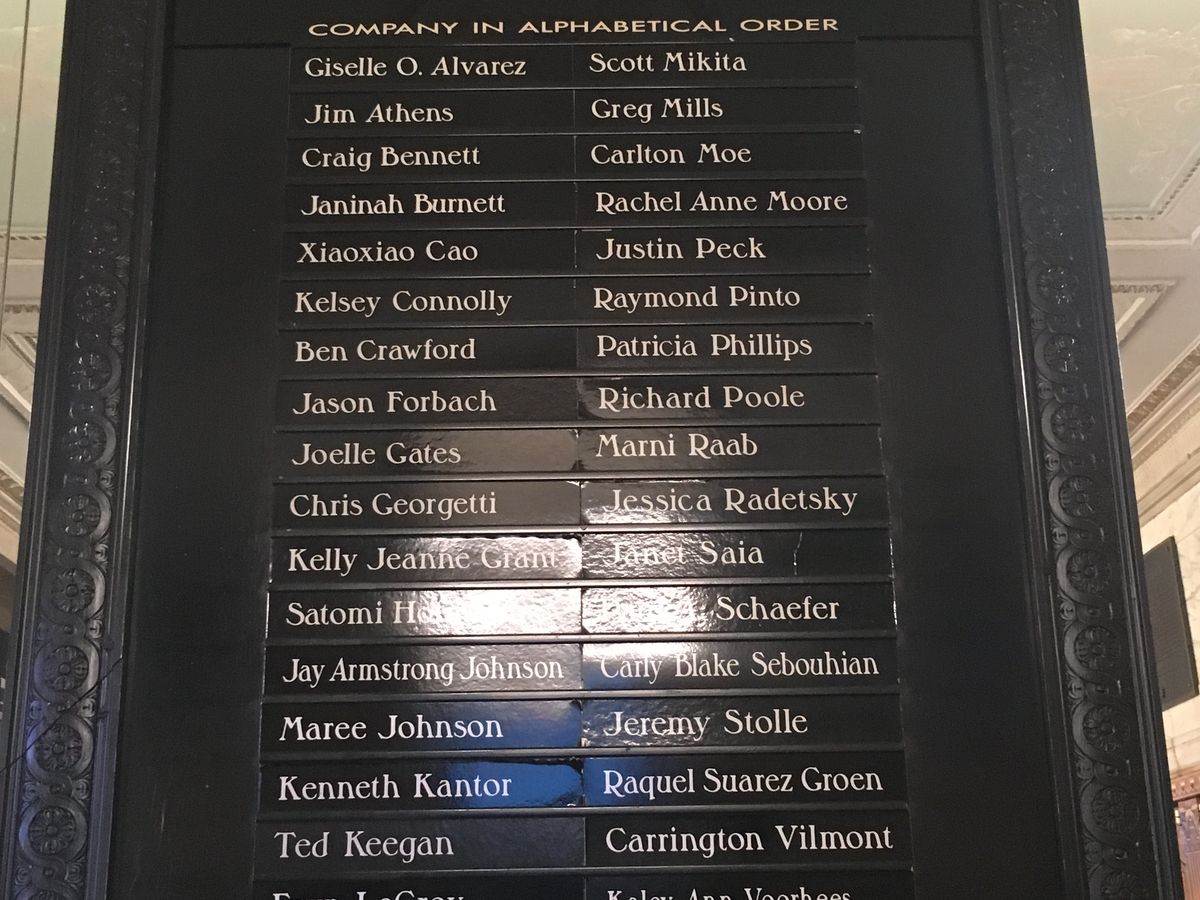 COMPANY IN ALPHABETICAL ORDER
Giselle O. Alvarez
Jim Athens
Craig Bennett
Janinah Burnett
Xiaoxiao Cao
Kelsey Connolly
Ben Crawford
Jason Forbach
Joelle Gates
Chris Georgetti
Kelly Jeanne Grant
Satomi
Jay Armstrong Johnson
Maree Johnson
Kenneth Kantor
Ted Keegan
Scott Mikita
Greg Mills
Carlton Moe
Rachel Anne Moore
Justin Peck
Raymond Pinto
Patricia Phillips
Richard Poole
Marni Raab
Jessica Radetsky
Janet Saia
Schaefer
Carly Blake Sebouhian
Jeremy Stolle
Raquel Suarez Groen
Carrington Vilmont
Kaley Ann Voorhees